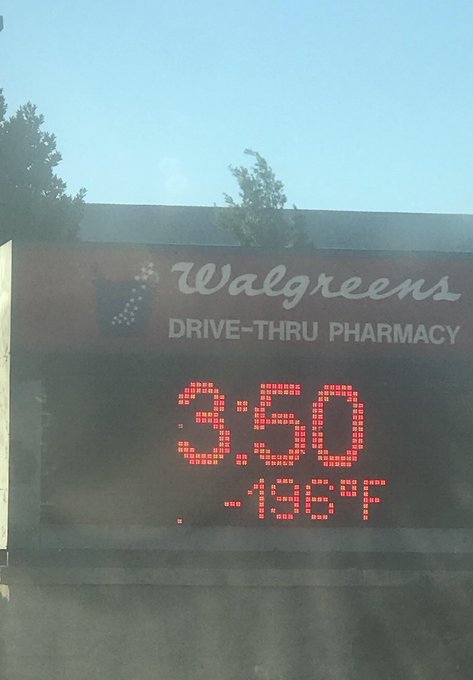 Walgreens
DRIVE-THRU PHARMACY
3:50
-196°F